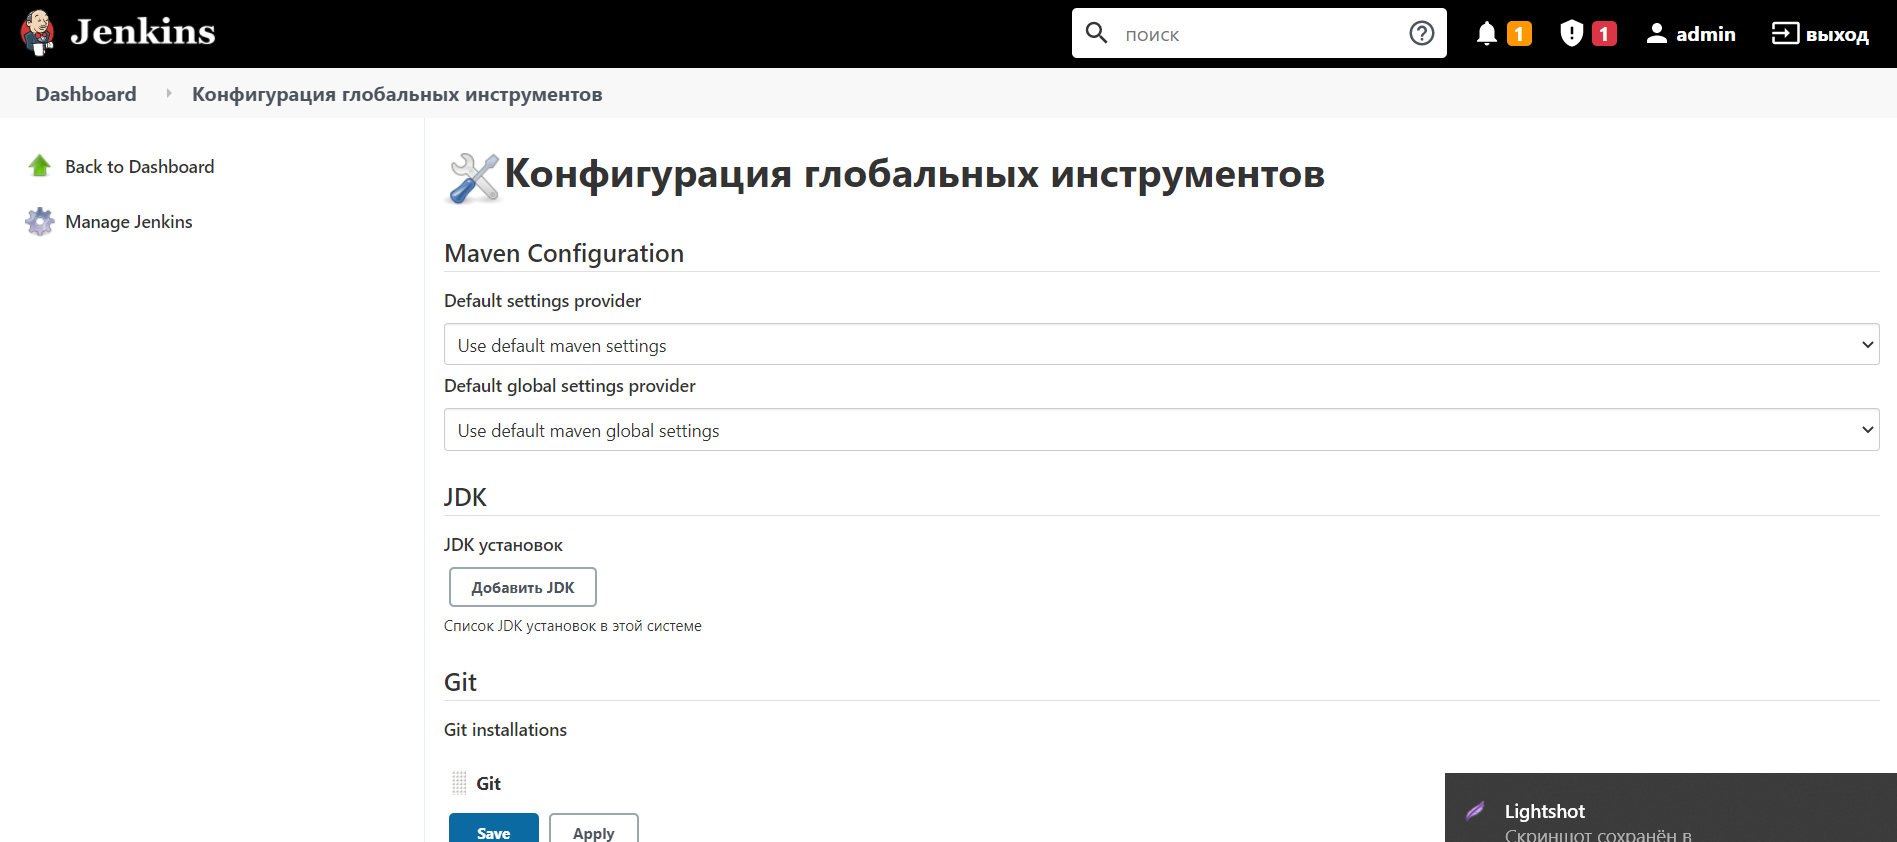 Jenkins
поиск
1
1
admin
выход
Dashboard
Конфигурация глобальных инструментов
Back to Dashboard
Manage Jenkins
Конфигурация глобальных инструментов
Maven Configuration
Default settings provider
Use default maven settings
Default global settings provider
Use default maven global settings
JDK
JDK установок
Добавить JDK
Список JDK установок в этой системе
Git
Git installations
Git
Save
Apply
Lightshot
Скриншот сохранён в